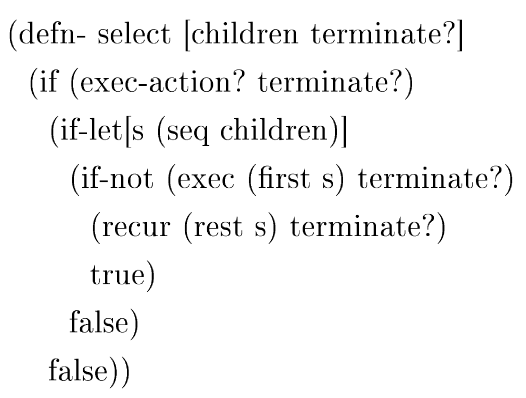 (defn- select [children terminate?]
(if (exec-action? terminate?)
(if-let[s (seq children)]
(if-not (exec (first s) terminate?)
(recur (rest s) terminate?)
true)
false)
false))